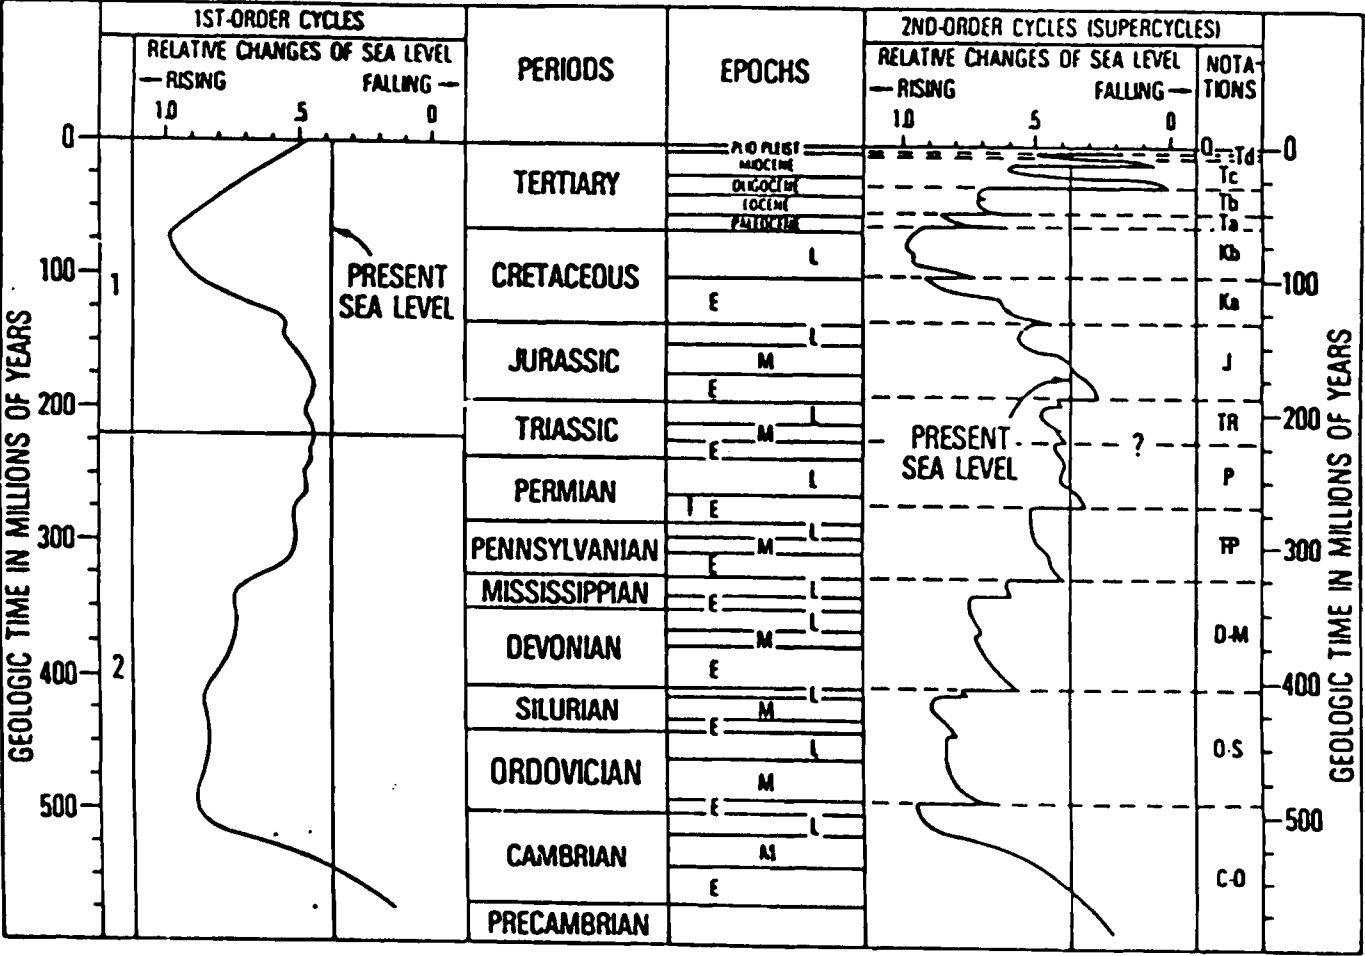 1ST-ORDER CYCLES
RELATIVE CHANGES OF SEA LEVEL
←RISING FALLING→
1.0 .5 0
PERIODS
EPOCHS
2ND-ORDER CYCLES (SUPERCYCLES)
RELATIVE CHANGES OF SEA LEVEL
←RISING FALLING→
1.0 .5 0
NOTA-
TIONS
GEOLOGIC TIME IN MILLIONS OF YEARS
0
100
200
300
400
500
1
2
PRESENT
SEA LEVEL
TERTIARY
CRETACEOUS
JURASSIC
TRIASSIC
PERMIAN
PENNSYLVANIAN
MISSISSIPPIAN
DEVONIAN
SILURIAN
ORDOVICIAN
CAMBRIAN
PRECAMBRIAN
PLIO PLEIST
MIOCENE
OLIGOCENE
EOCENE
PALEOCENE
L
E
L
M
E
L
M
E
L
E
L
M
E
L
E
L
M
E
L
M
E
L
M
E
L
M
E
PRESENT
SEA LEVEL
?
Q
Td
Tc
Tb
Ta
Kb
Ka
J
TR
P
D-M
O-S
C-O
0
100
200
300
400
500
GEOLOGIC TIME IN MILLIONS OF YEARS